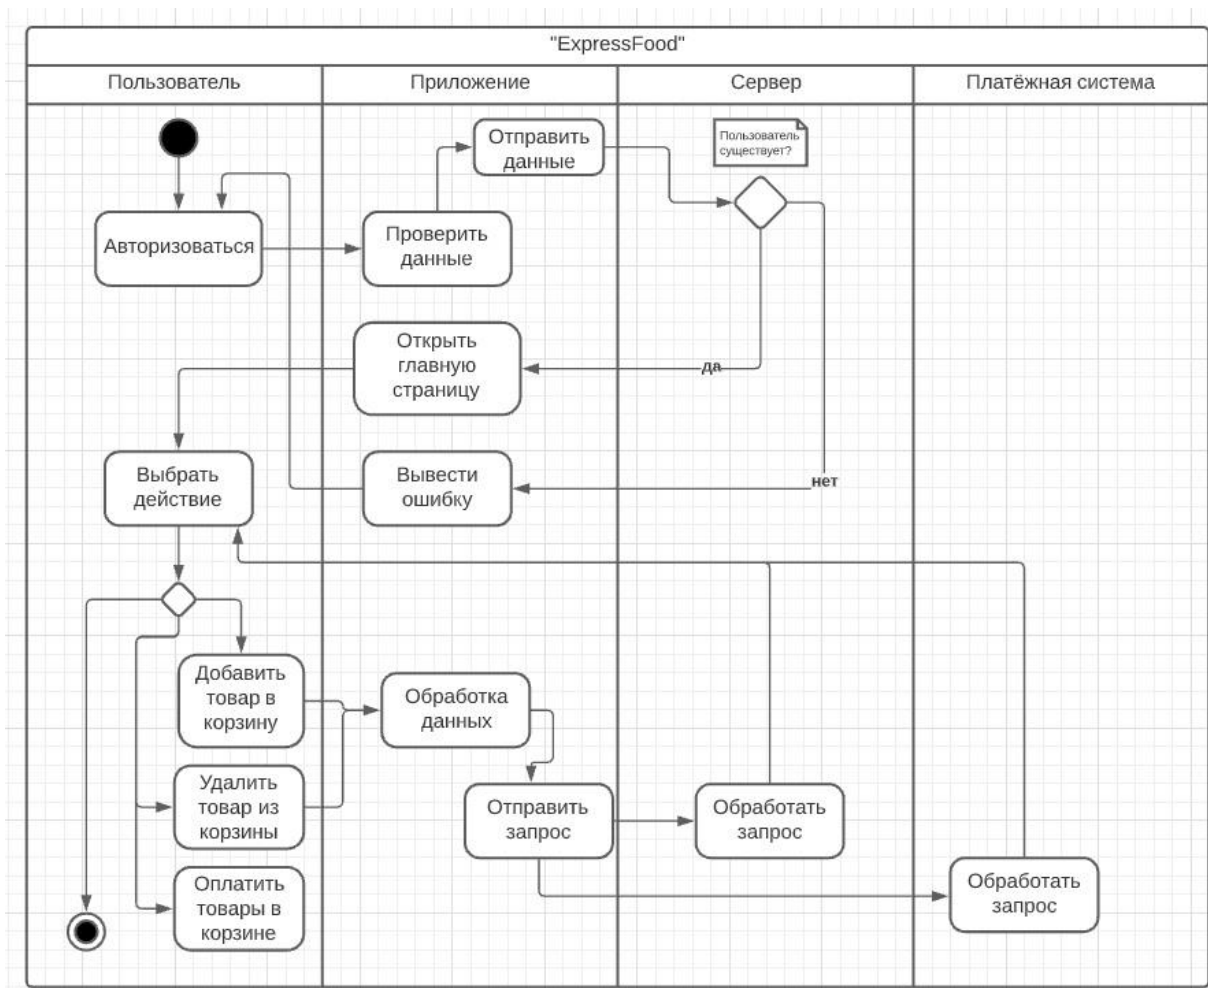 "ExpressFood"
Пользователь
Приложение
Сервер
Платёжная система
Отправить
данные
Пользователь
существует?
Авторизоваться
Проверить
данные
Открыть
главную
страницу
да
Выбрать
действие
Вывести
ошибку
нет
Добавить
товар в
корзину
Обработка
данных
Удалить
товар из
корзины
Отправить
запрос
Обработать
запрос
Оплатить
товары в
корзине
Обработать
запрос